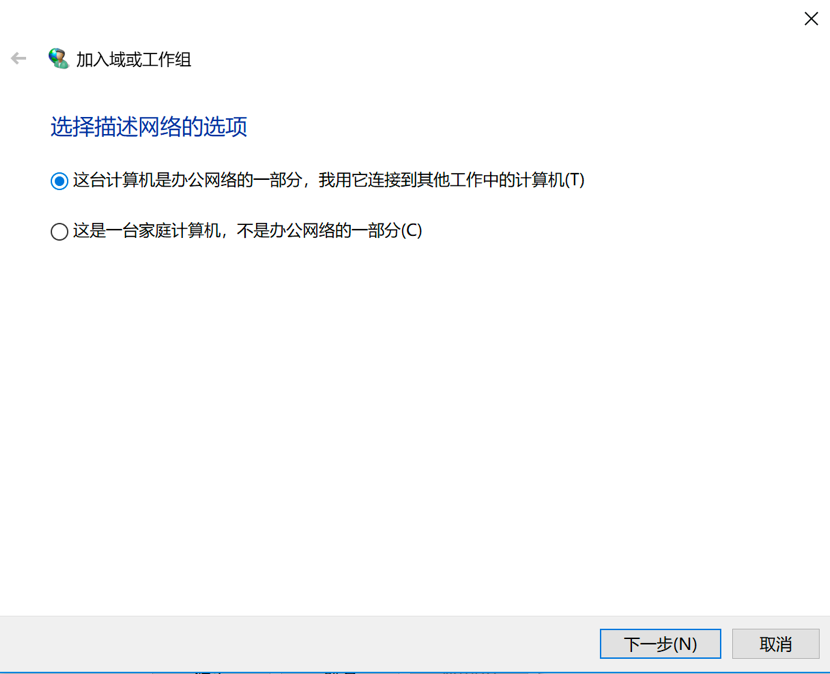 加入域或工作组
选择描述网络的选项
这台计算机是办公网络的一部分，我用它连接到其他工作中的计算机(T)
这是一台家庭计算机，不是办公网络的一部分(C)
下一步(N)
取消